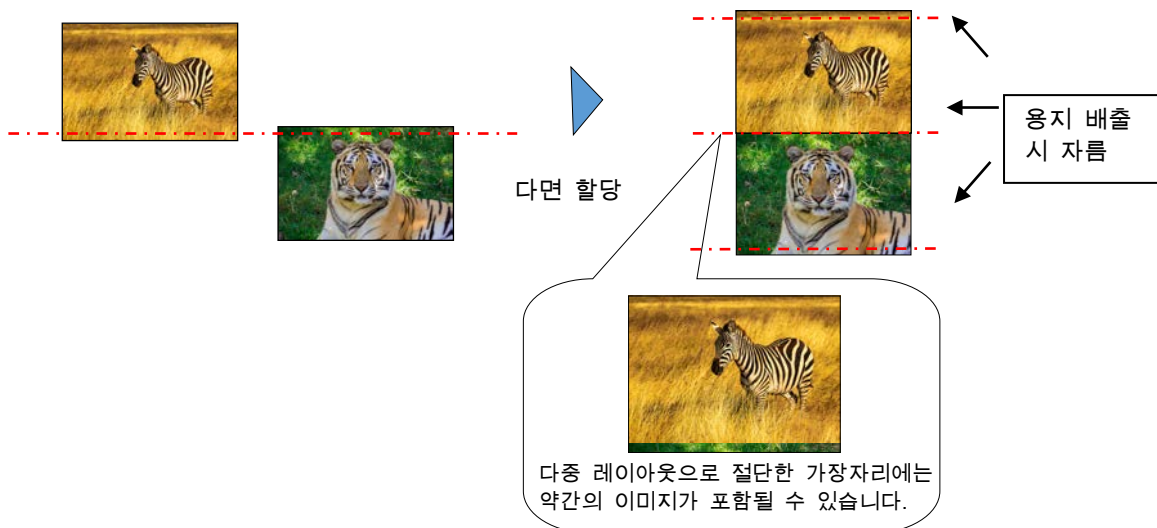 다면 할당
용지 배출
시 자름
다중 레이아웃으로 절단한 가장자리에는
약간의 이미지가 포함될 수 있습니다.